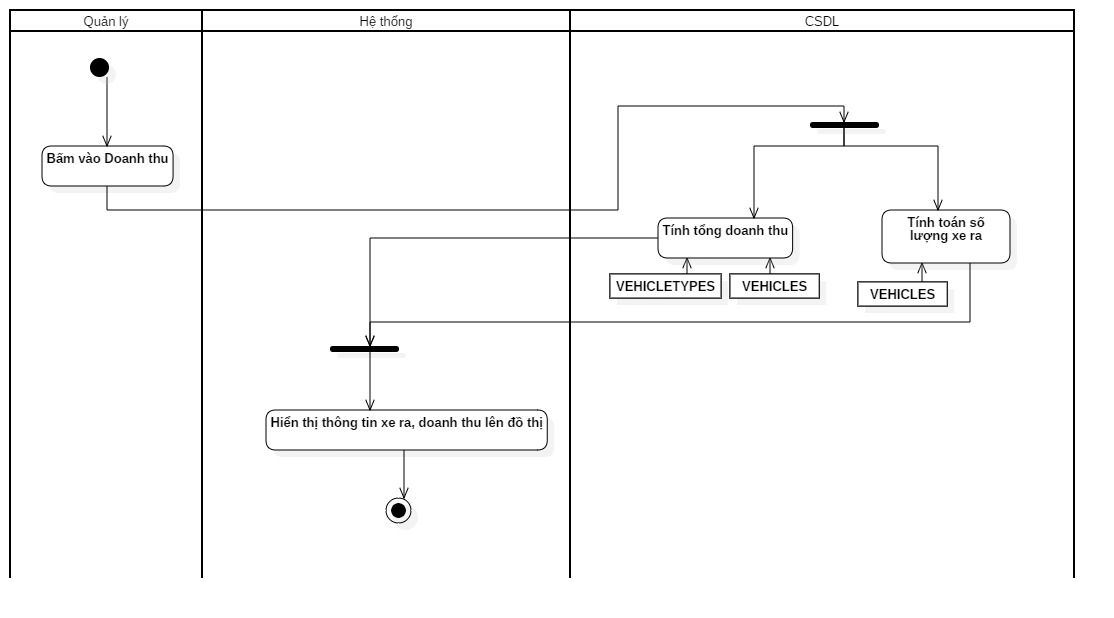 Quản lý
Hệ thống
CSDL
Bấm vào Doanh thu
Tính tổng doanh thu
Tính toán số
lượng xe ra
VEHICLETYPES
VEHICLES
VEHICLES
Hiển thị thông tin xe ra, doanh thu lên đồ thị